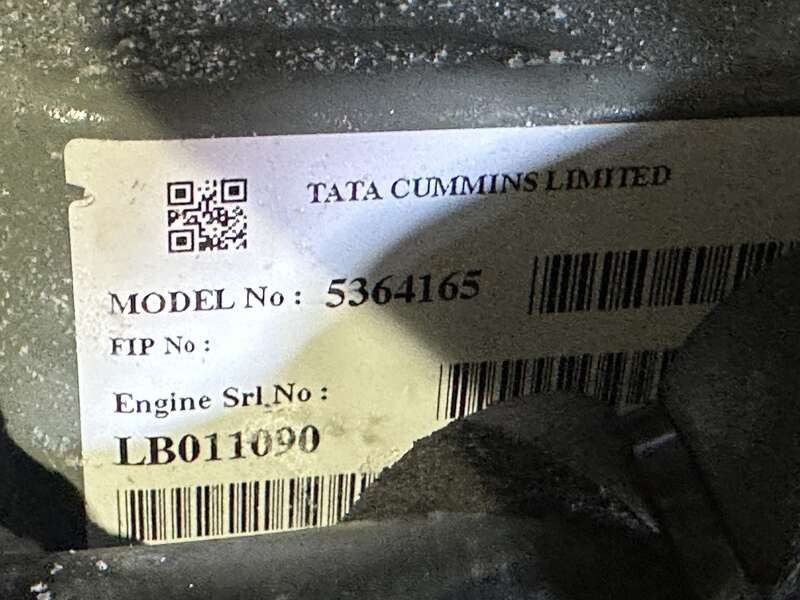 TATA CUMMINS LIMITED
MODEL No : 5364165
FIP No :
Engine Srl.No :
LB011090